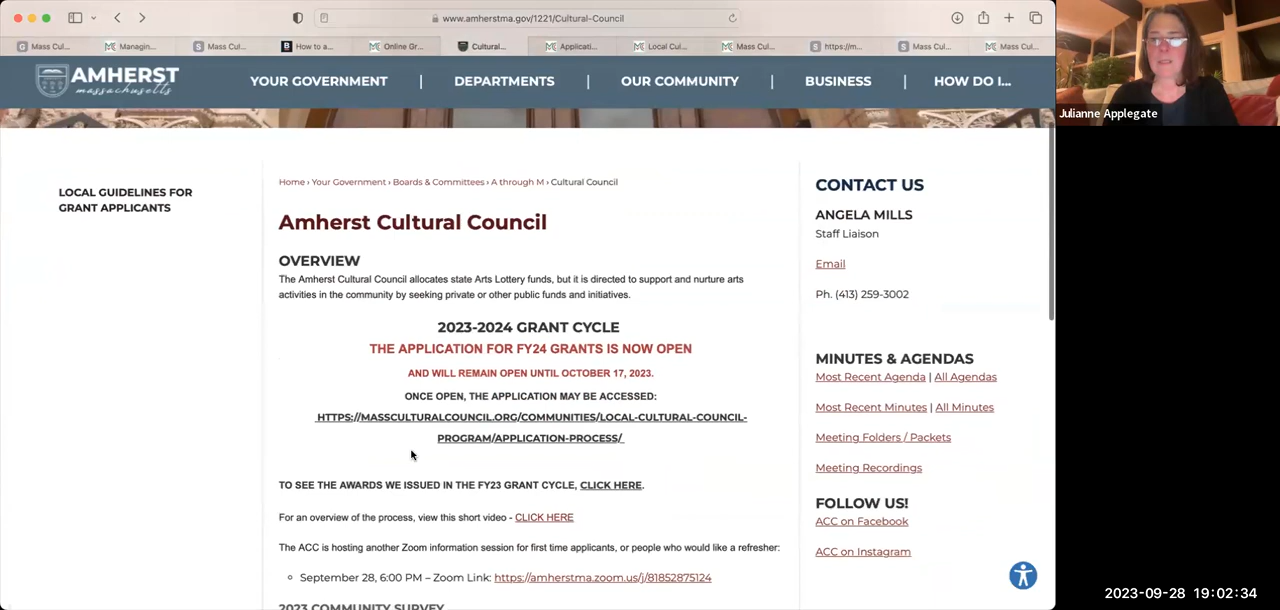 www.amherstma.gov/1221/Cultural-Council
Mass Cul...
Managin...
Mass Cul...
How to a...
Online Gr...
Cultural...
Applicati...
Local Cul...
Mass Cu...
https://m...
Mass Cul...
Mass Cul...
AMHERST
massachusetts
YOUR GOVERNMENT | DEPARTMENTS | OUR COMMUNITY | BUSINESS | HOW DO I...
Julianne Applegate
LOCAL GUIDELINES FOR
GRANT APPLICANTS
Home › Your Government › Boards & Committees › A through M › Cultural Council
Amherst Cultural Council
OVERVIEW
The Amherst Cultural Council allocates state Arts Lottery funds, but it is directed to support and nurture arts
activities in the community by seeking private or other public funds and initiatives.
2023-2024 GRANT CYCLE
THE APPLICATION FOR FY24 GRANTS IS NOW OPEN
AND WILL REMAIN OPEN UNTIL OCTOBER 17, 2023.
ONCE OPEN, THE APPLICATION MAY BE ACCESSED:
HTTPS://MASSCULTURALCOUNCIL.ORG/COMMUNITIES/LOCAL-CULTURAL-COUNCIL-
PROGRAM/APPLICATION-PROCESS/
TO SEE THE AWARDS WE ISSUED IN THE FY23 GRANT CYCLE, CLICK HERE.
For an overview of the process, view this short video - CLICK HERE
The ACC is hosting another Zoom information session for first time applicants, or people who would like a refresher:
September 28, 6:00 PM – Zoom Link: https://amherstma.zoom.us/j/81852875124
2023 COMMUNITY SURVEY
CONTACT US
ANGELA MILLS
Staff Liaison
Email
Ph. (413) 259-3002
MINUTES & AGENDAS
Most Recent Agenda | All Agendas
Most Recent Minutes | All Minutes
Meeting Folders / Packets
Meeting Recordings
FOLLOW US!
ACC on Facebook
ACC on Instagram
2023-09-28 19:02:34